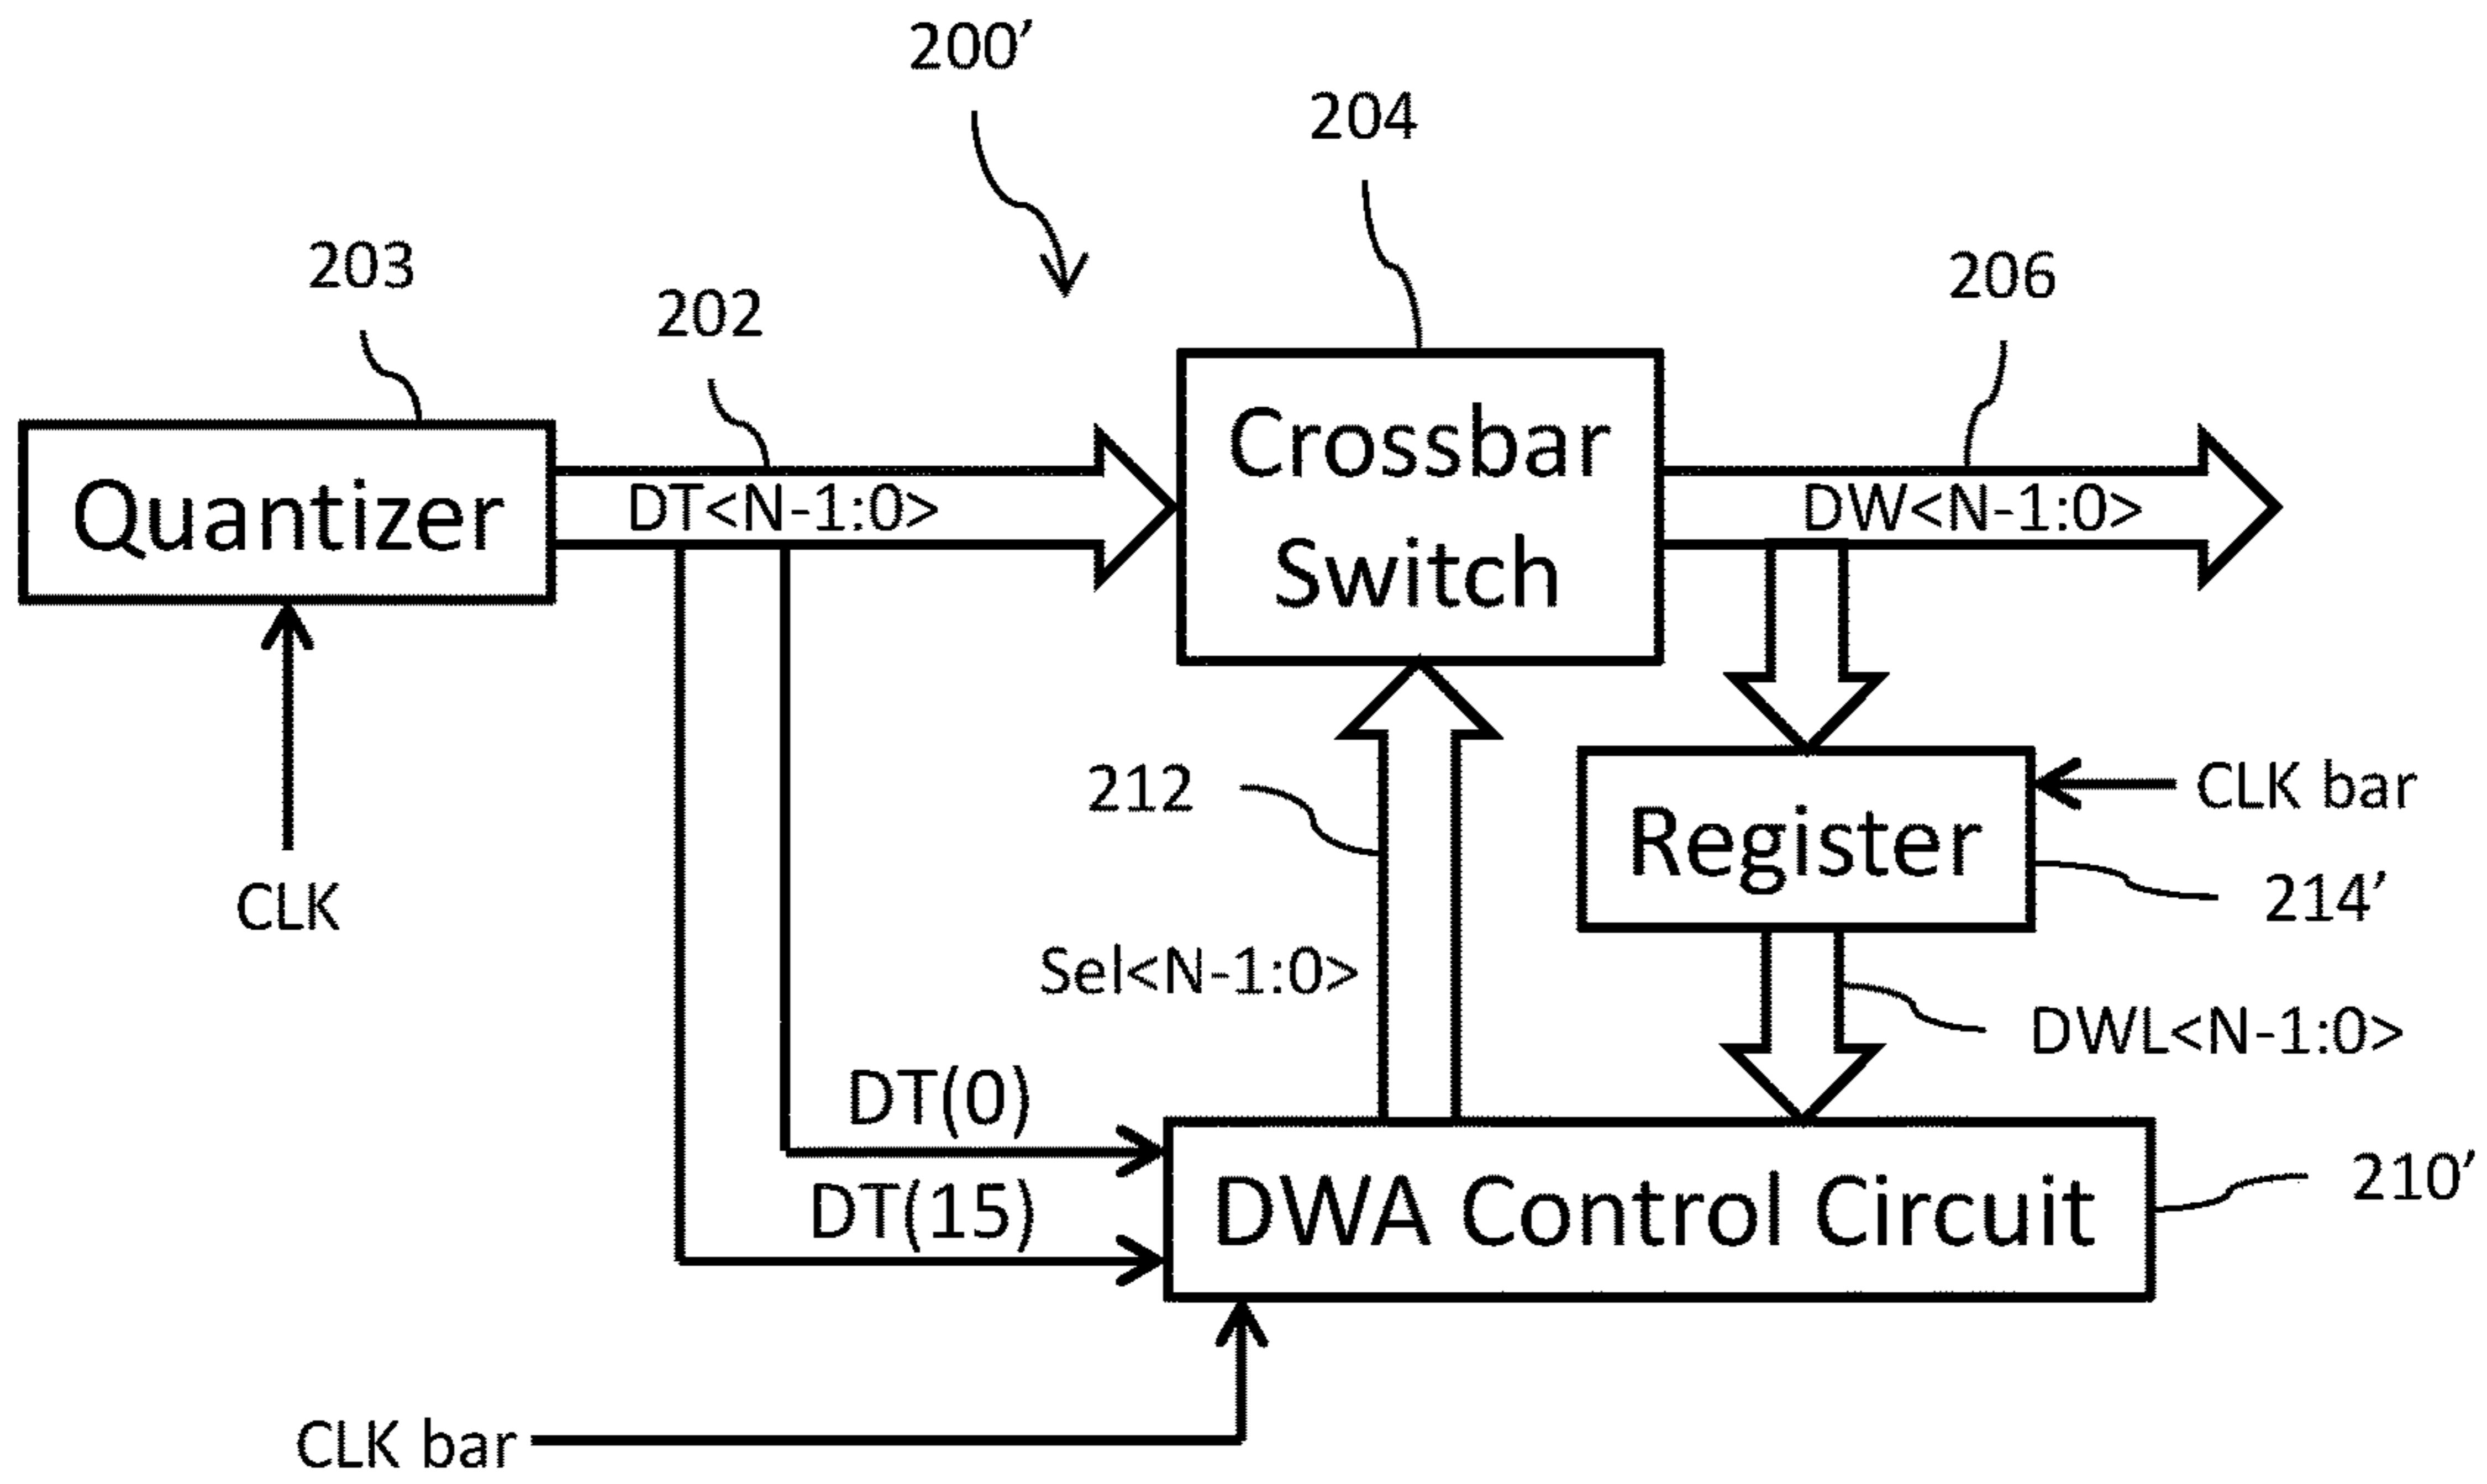 200’
204
203
202
206
Crossbar
Switch
Quantizer
DT<N-1:0>
DW<N-1:0>
212
CLK bar
Register
CLK
214’
Sel<N-1:0>
DWL<N-1:0>
DT(0)
DT(15)
DWA Control Circuit
210’
CLK bar